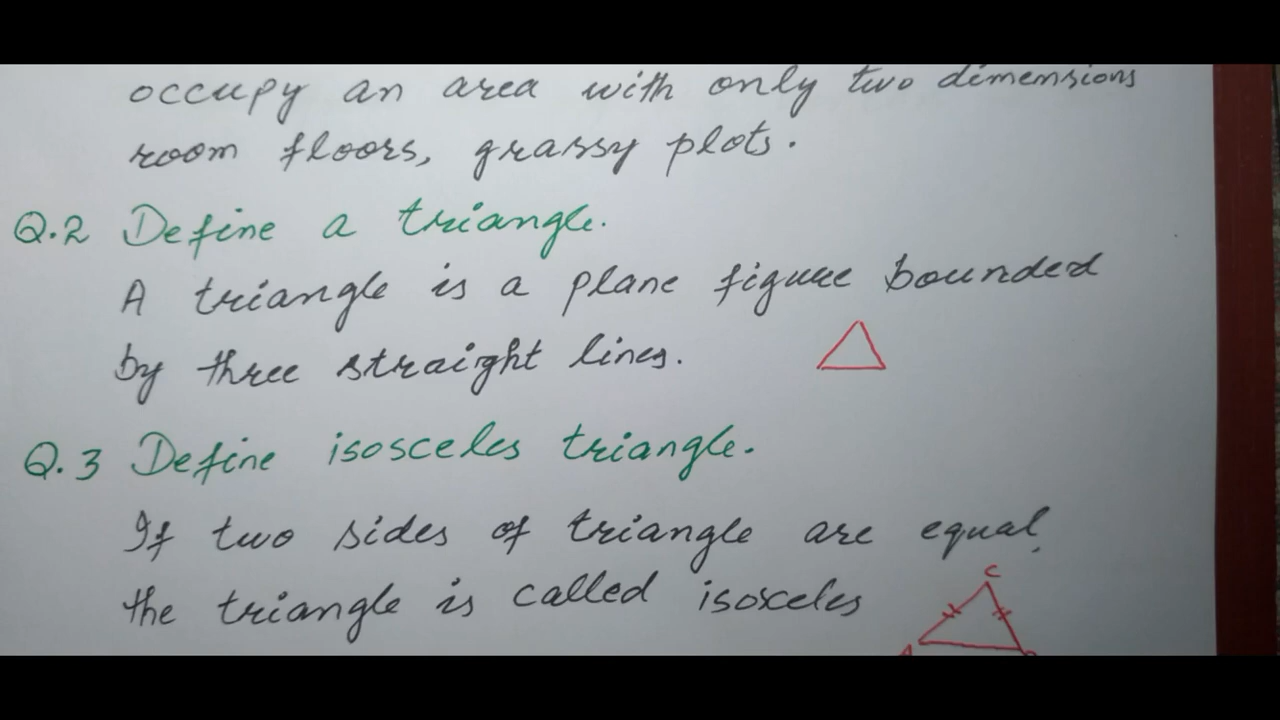 occupy an area with only two dimensions
room floors, grassy plots.
Q.2 Define a triangle.
A triangle is a plane figure bounded
by three straight lines.
Q.3 Define isosceles triangle.
If two sides of triangle are equal,
the triangle is called isosceles
C
A